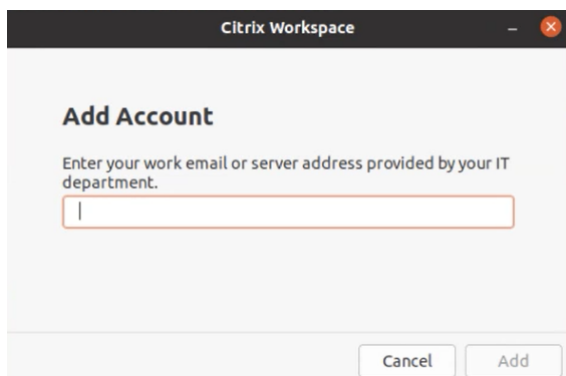 Citrix Workspace
Add Account
Enter your work email or server address provided by your IT
department.
Cancel
Add